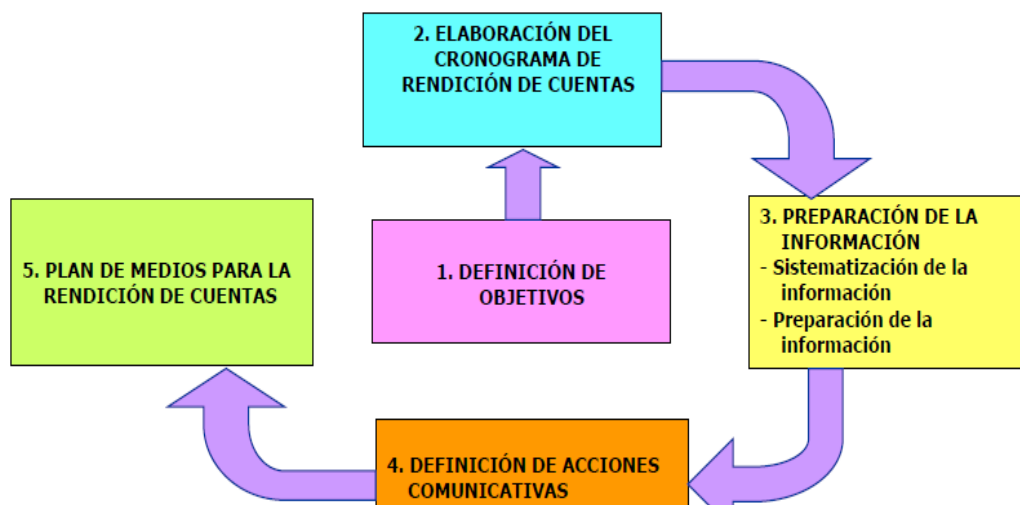 2. ELABORACIÓN DEL
CRONOGRAMA DE
RENDICIÓN DE CUENTAS
1. DEFINICIÓN DE
OBJETIVOS
3. PREPARACIÓN DE LA
INFORMACIÓN
- Sistematización de la
información
- Preparación de la
información
4. DEFINICIÓN DE ACCIONES
COMUNICATIVAS
5. PLAN DE MEDIOS PARA LA
RENDICIÓN DE CUENTAS